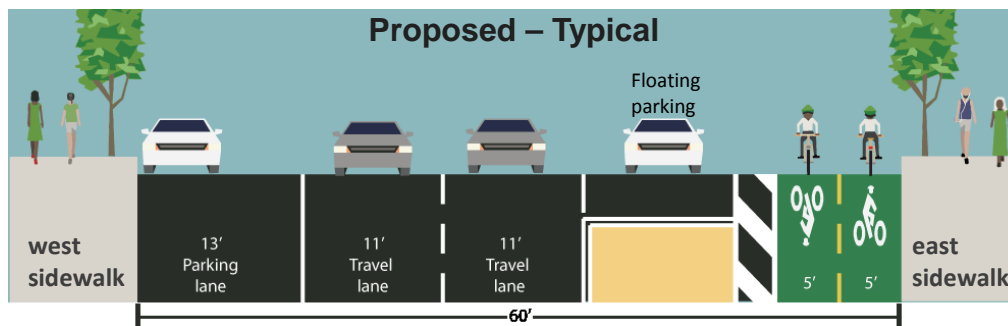 Proposed – Typical
Floating
parking
west
sidewalk
13'
Parking
lane
11'
Travel
lane
11'
Travel
lane
5'
5'
east
sidewalk
60'